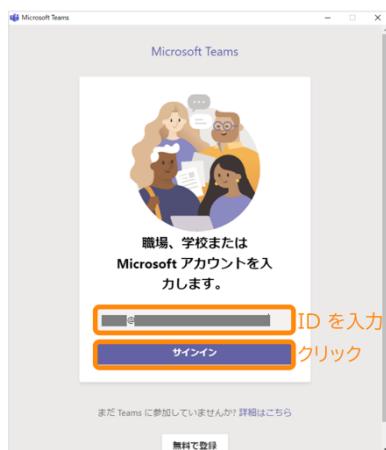 Microsoft Teams
Microsoft Teams
職場、学校または
Microsoft アカウントを入
力します。
@
ID を入力
サインイン
クリック
まだ Teams に参加していませんか? 詳細はこちら
無料で登録